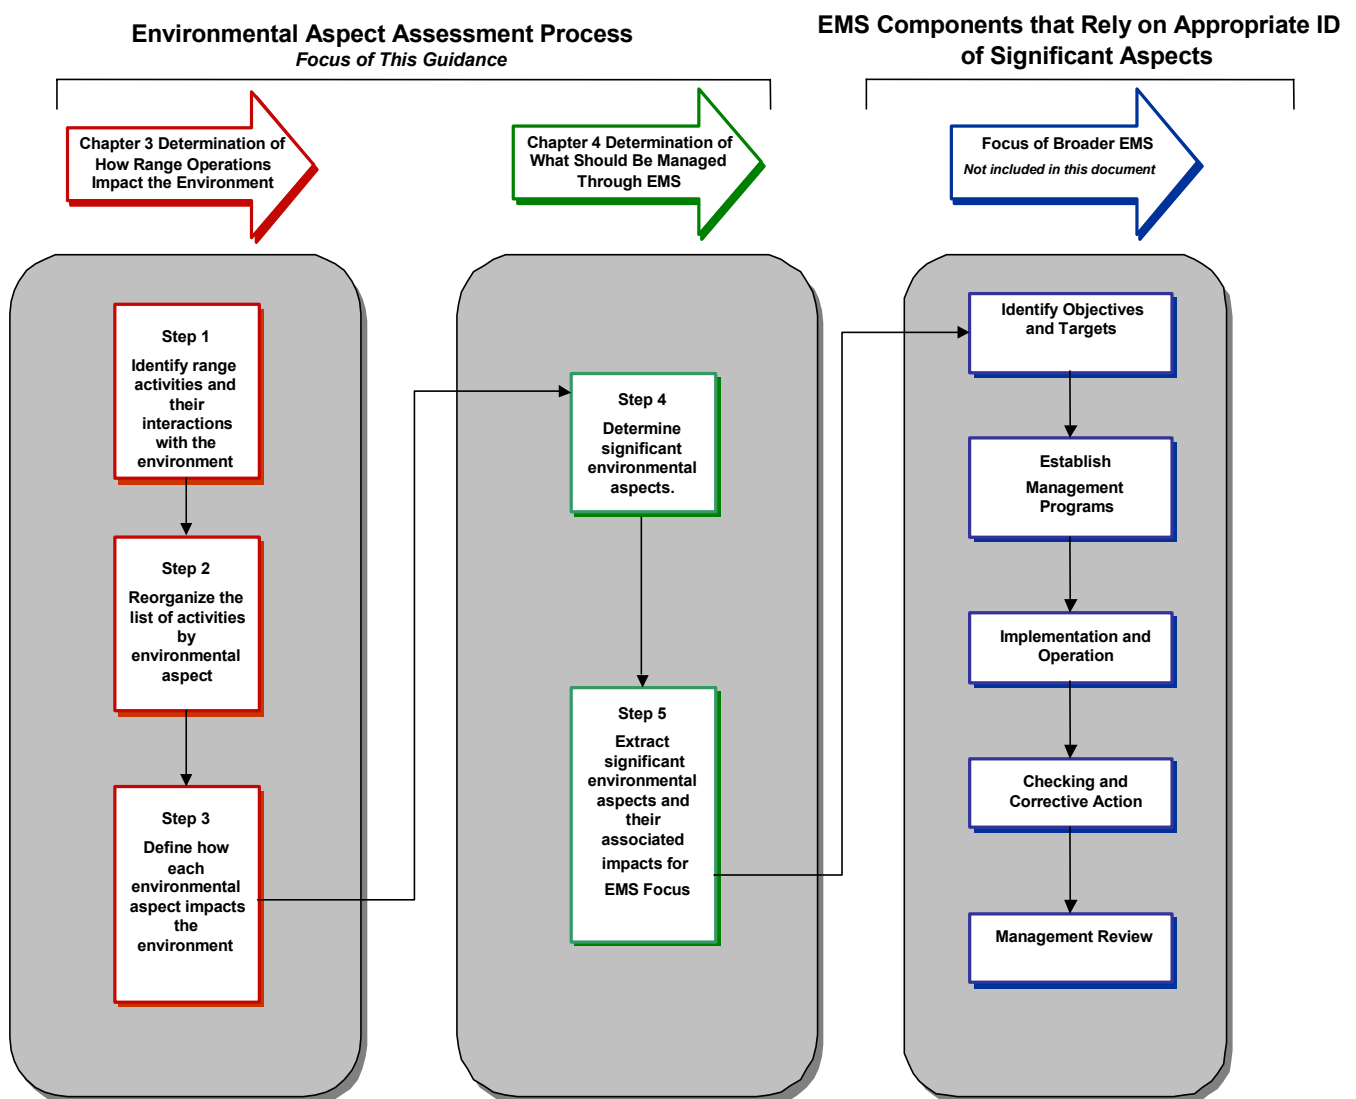 Environmental Aspect Assessment Process
Focus of This Guidance
EMS Components that Rely on Appropriate ID
of Significant Aspects
Chapter 3 Determination of
How Range Operations
Impact the Environment
Chapter 4 Determination of
What Should Be Managed
Through EMS
Focus of Broader EMS
Not included in this document
Step 1
Identify range
activities and
their
interactions
with the
environment
Step 2
Reorganize the
list of activities
by
environmental
aspect
Step 3
Define how
each
environmental
aspect impacts
the
environment
Step 4
Determine
significant
environmental
aspects.
Step 5
Extract
significant
environmental
aspects and
their
associated
impacts for
EMS Focus
Identify Objectives
and Targets
Establish
Management
Programs
Implementation and
Operation
Checking and
Corrective Action
Management Review